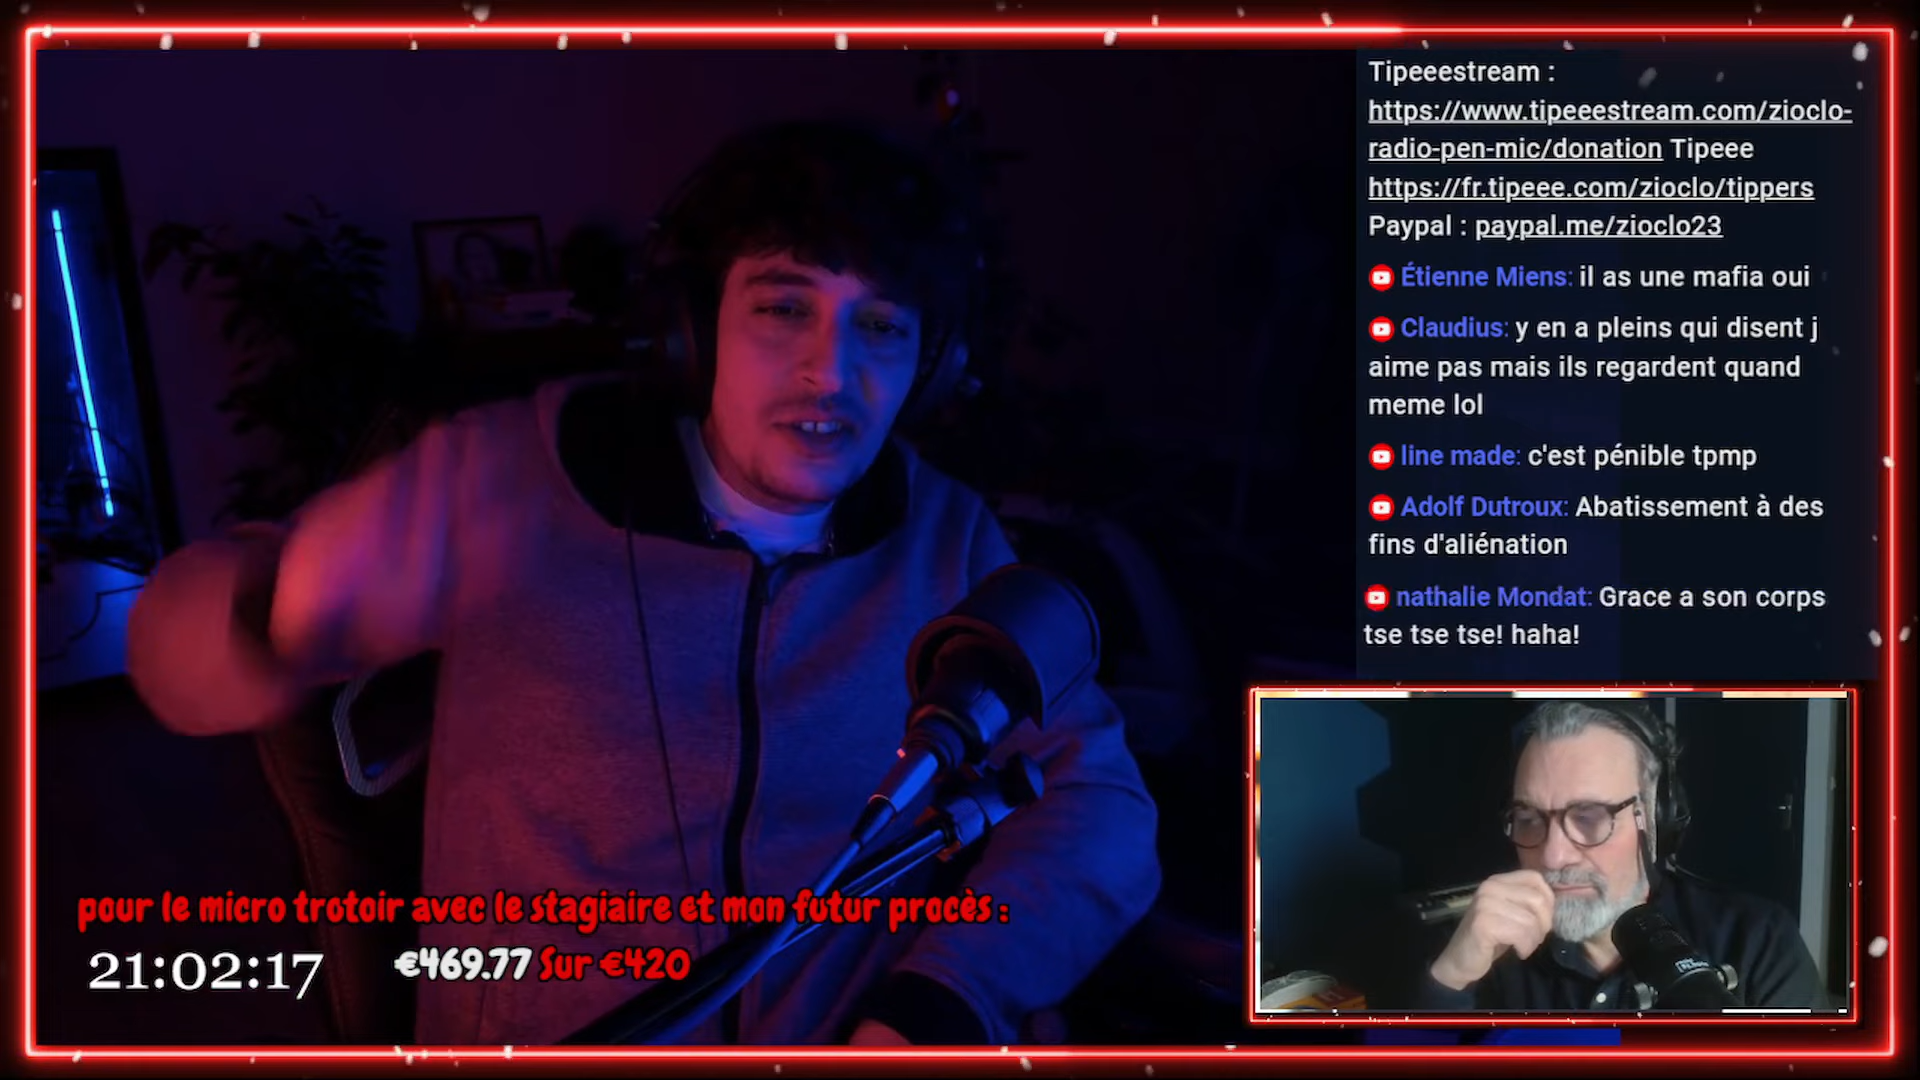 Tipeeestream :
https://www.tipeeestream.com/zioclo-
radio-pen-mic/donation Tipeee
https://fr.tipeee.com/zioclo/tippers
Paypal : paypal.me/zioclo23
Étienne Miens: il as une mafia oui
Claudius: y en a pleins qui disent j
aime pas mais ils regardent quand
meme lol
line made: c'est pénible tpmp
Adolf Dutroux: Abatissement à des
fins d'aliénation
nathalie Mondat: Grace a son corps
tse tse tse! haha!
pour le micro trotoir avec le stagiaire et mon futur procès :
21:02:17 €469.77 Sur €420